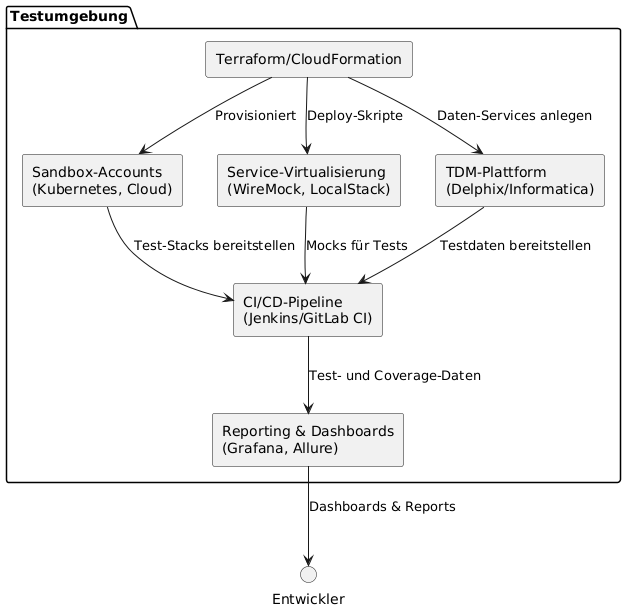 Testumgebung
Terraform/CloudFormation
Provisioniert
Deploy-Skripte
Daten-Services anlegen
Sandbox-Accounts
(Kubernetes, Cloud)
Service-Virtualisierung
(WireMock, LocalStack)
TDM-Plattform
(Delphix/Informatica)
Test-Stacks bereitstellen
Mocks für Tests
Testdaten bereitstellen
CI/CD-Pipeline
(Jenkins/GitLab CI)
Test- und Coverage-Daten
Reporting & Dashboards
(Grafana, Allure)
Dashboards & Reports
Entwickler